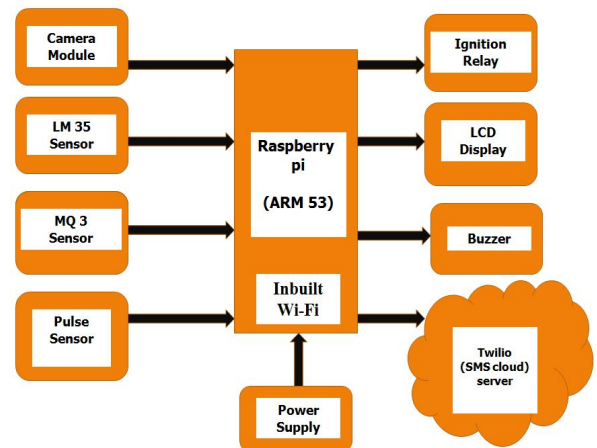 Camera
Module
LM 35
Sensor
MQ 3
Sensor
Pulse
Sensor
Raspberry
pi
(ARM 53)
Inbuilt
Wi-Fi
Power
Supply
Ignition
Relay
LCD
Display
Buzzer
Twilio
(SMS cloud)
server